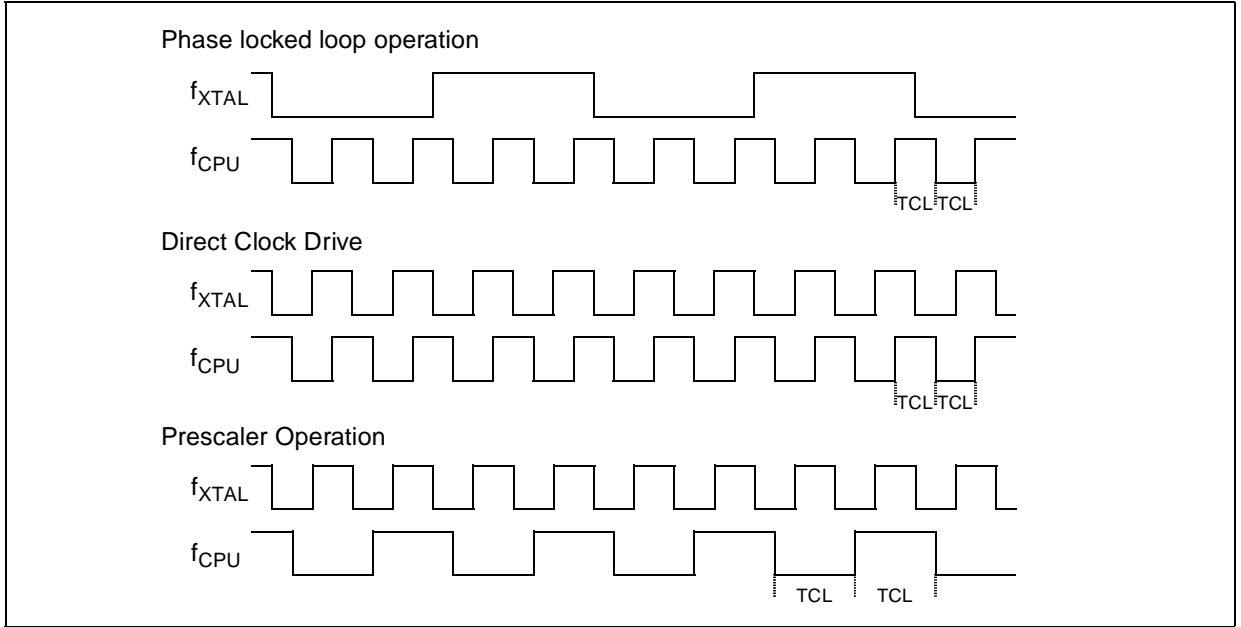 Phase locked loop operation
fXTAL
fCPU
TCL TCL
Direct Clock Drive
fXTAL
fCPU
TCL TCL
Prescaler Operation
fXTAL
fCPU
TCL TCL